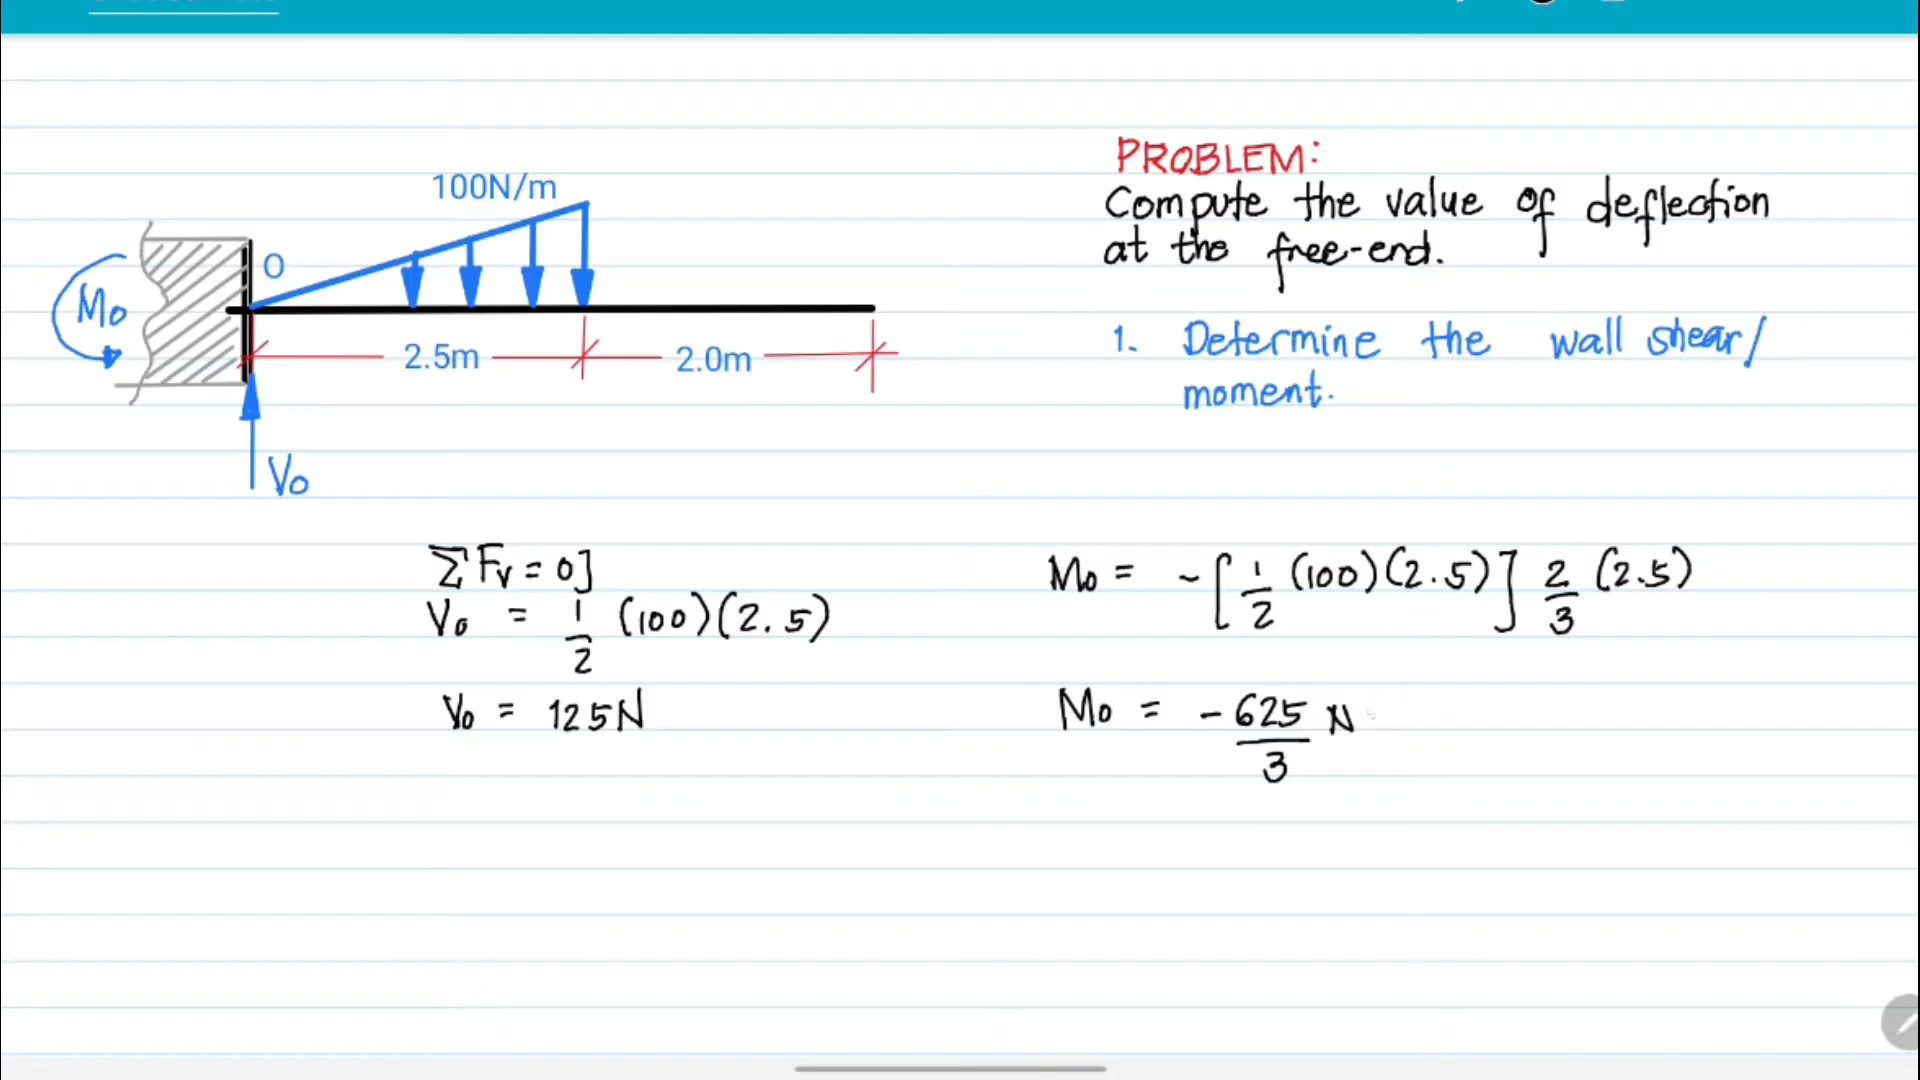 100N/m
O
Mo
2.5m
2.0m
Vo
PROBLEM:
Compute the value of deflection
at the free-end.
1. Determine the wall shear/
moment.
ΣFv = 0]
Vo = 1/2 (100)(2.5)
Vo = 125N
Mo = -[1/2 (100)(2.5)] 2/3 (2.5)
Mo = -625/3 N